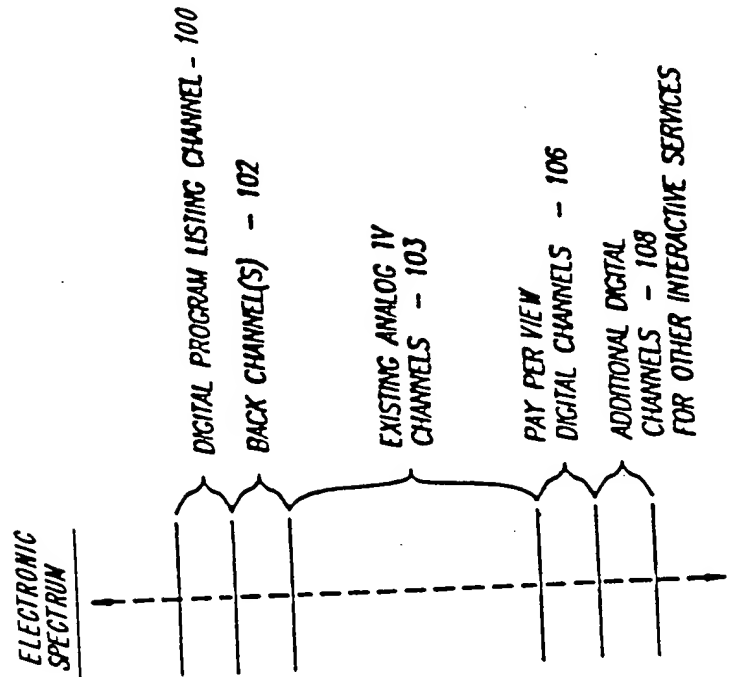 ELECTRONIC
SPECTRUM
DIGITAL PROGRAM LISTING CHANNEL - 100
BACK CHANNEL(S) - 102
EXISTING ANALOG TV
CHANNELS - 103
PAY PER VIEW
DIGITAL CHANNELS - 106
ADDITIONAL DIGITAL
CHANNELS - 108
FOR OTHER INTERACTIVE SERVICES